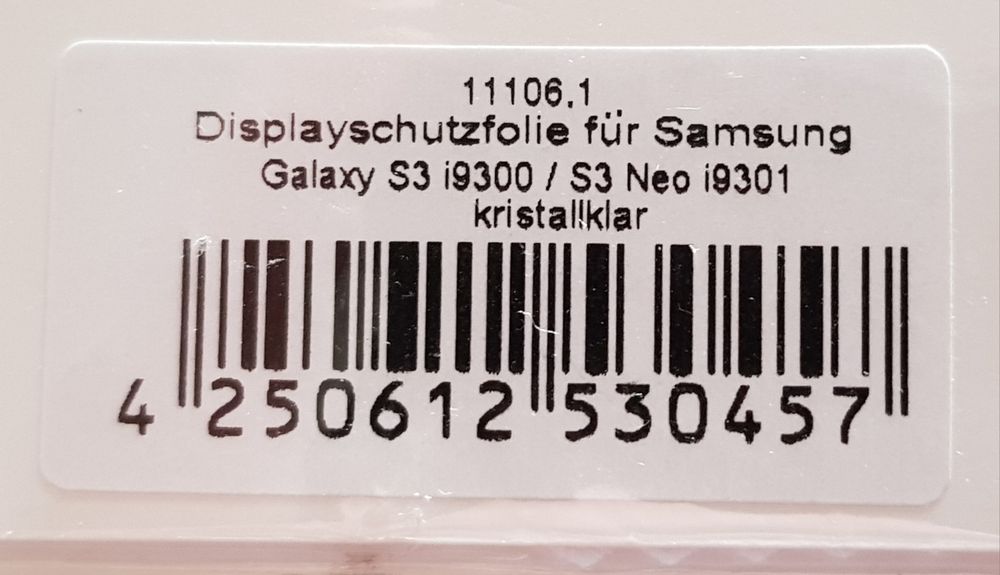 11106.1
Displayschutzfolie für Samsung
Galaxy S3 i9300 / S3 Neo i9301
kristallklar
4 250612 530457